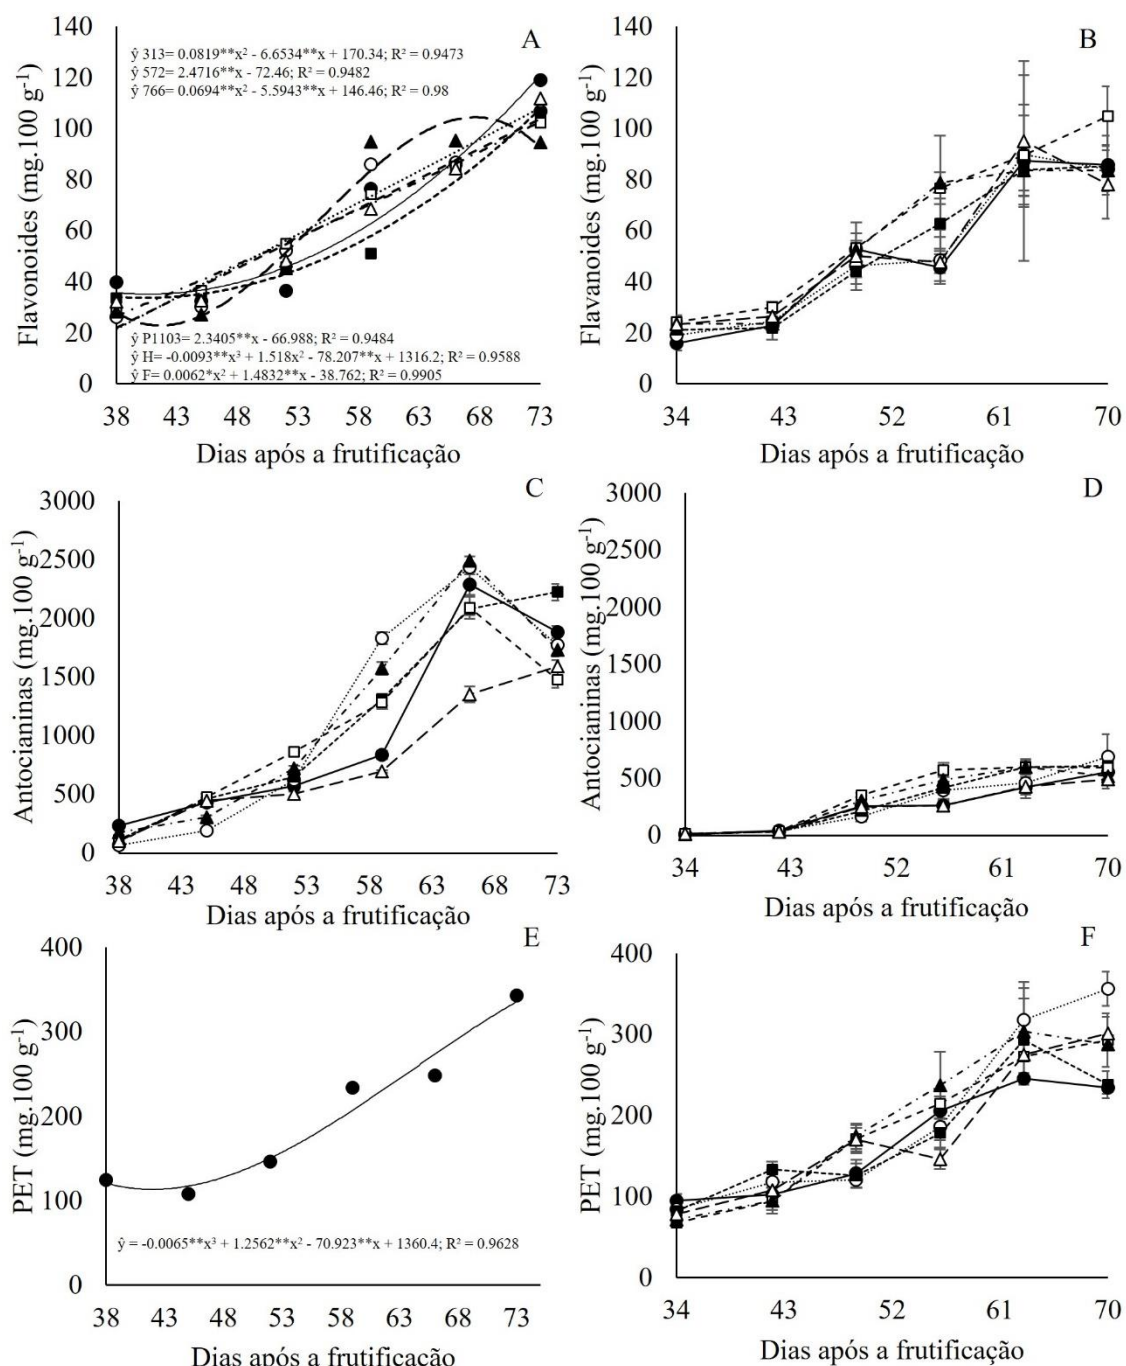 A
ŷ 313= 0.0819**x² - 6.6534**x + 170.34; R² = 0.9473
ŷ 572= 2.4716**x - 72.46; R² = 0.9482
ŷ 766= 0.0694**x² - 5.5943**x + 146.46; R² = 0.98
ŷ P1103= 2.3405**x - 66.988; R² = 0.9484
ŷ H= -0.0093**x³ + 1.518x² - 78.207**x + 1316.2; R² = 0.9588
ŷ F= 0.0062*x² + 1.4832**x - 38.762; R² = 0.9905
Flavonoides (mg.100 g⁻¹)
140
120
100
80
60
40
20
0
38 43 48 53 58 63 68 73
Dias após a frutificação
B
Flavanoides (mg.100 g⁻¹)
140
120
100
80
60
40
20
0
34 43 52 61 70
Dias após a frutificação
C
Antocianinas (mg.100 g⁻¹)
3000
2500
2000
1500
1000
500
0
38 43 48 53 58 63 68 73
Dias após a frutificação
D
Antocianinas (mg.100 g⁻¹)
3000
2500
2000
1500
1000
500
0
34 43 52 61 70
Dias após a frutificação
E
PET (mg.100 g⁻¹)
400
300
200
100
0
ŷ = -0.0065**x³ + 1.2562**x² - 70.923**x + 1360.4; R² = 0.9628
38 43 48 53 58 63 68 73
Dias após a frutificação
F
PET (mg.100 g⁻¹)
400
300
200
100
0
34 43 52 61 70
Dias após a frutificação